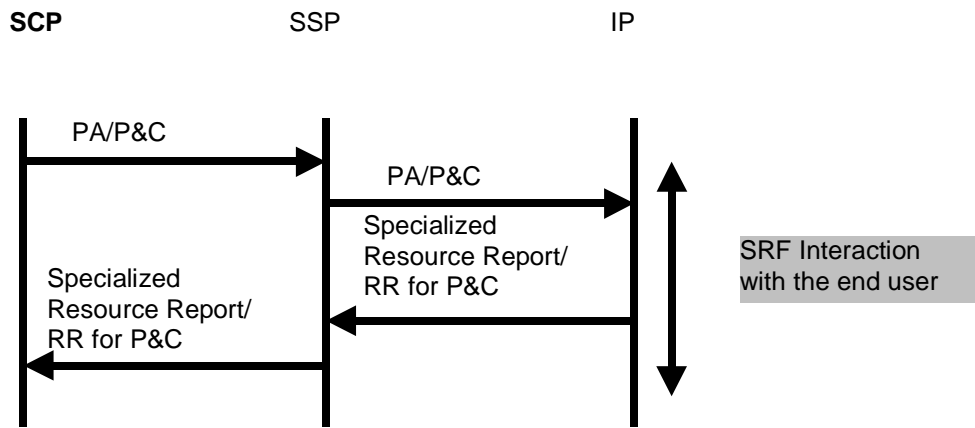 SCP SSP IP
PA/P&C
PA/P&C
Specialized
Resource Report/
RR for P&C
SRF Interaction
with the end user
Specialized
Resource Report/
RR for P&C